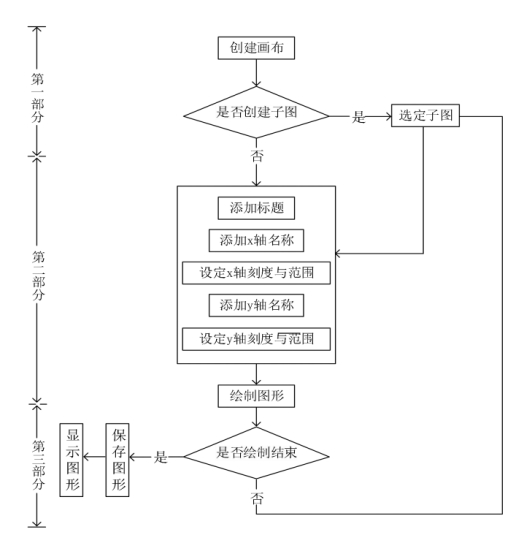 创建画布
是否创建子图
是
选定子图
否
第一部分
添加标题
添加x轴名称
设定x轴刻度与范围
添加y轴名称
设定y轴刻度与范围
第二部分
绘制图形
是否绘制结束
是
保存图形
显示图形
否
第三部分